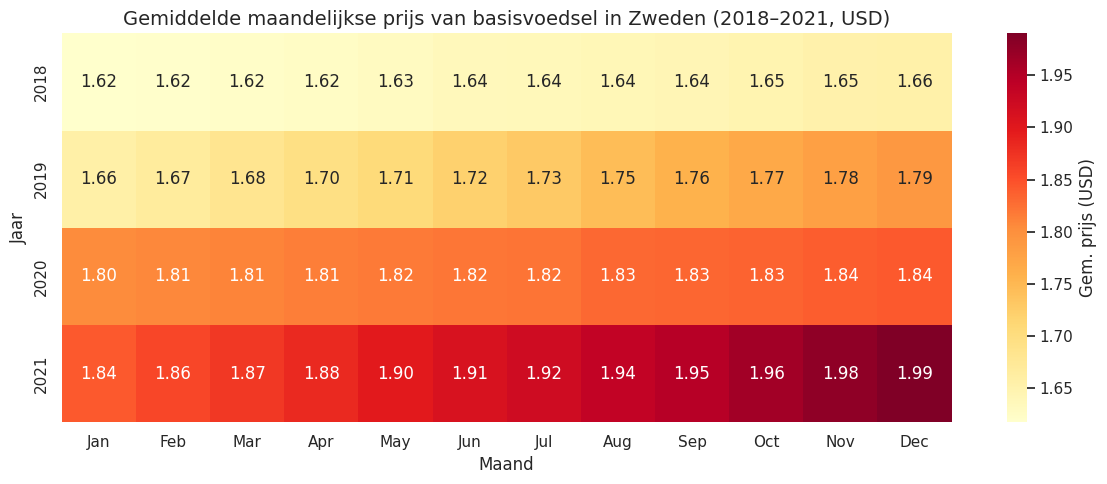 Gemiddelde maandelijkse prijs van basisvoedsel in Zweden (2018–2021, USD)
Jaar
2018 1.62 1.62 1.62 1.62 1.63 1.64 1.64 1.64 1.64 1.65 1.65 1.66
2019 1.66 1.67 1.68 1.70 1.71 1.72 1.73 1.75 1.76 1.77 1.78 1.79
2020 1.80 1.81 1.81 1.81 1.82 1.82 1.82 1.83 1.83 1.83 1.84 1.84
2021 1.84 1.86 1.87 1.88 1.90 1.91 1.92 1.94 1.95 1.96 1.98 1.99
Jan Feb Mar Apr May Jun Jul Aug Sep Oct Nov Dec
Maand
1.95
1.90
1.85
1.80
1.75
1.70
1.65
Gem. prijs (USD)